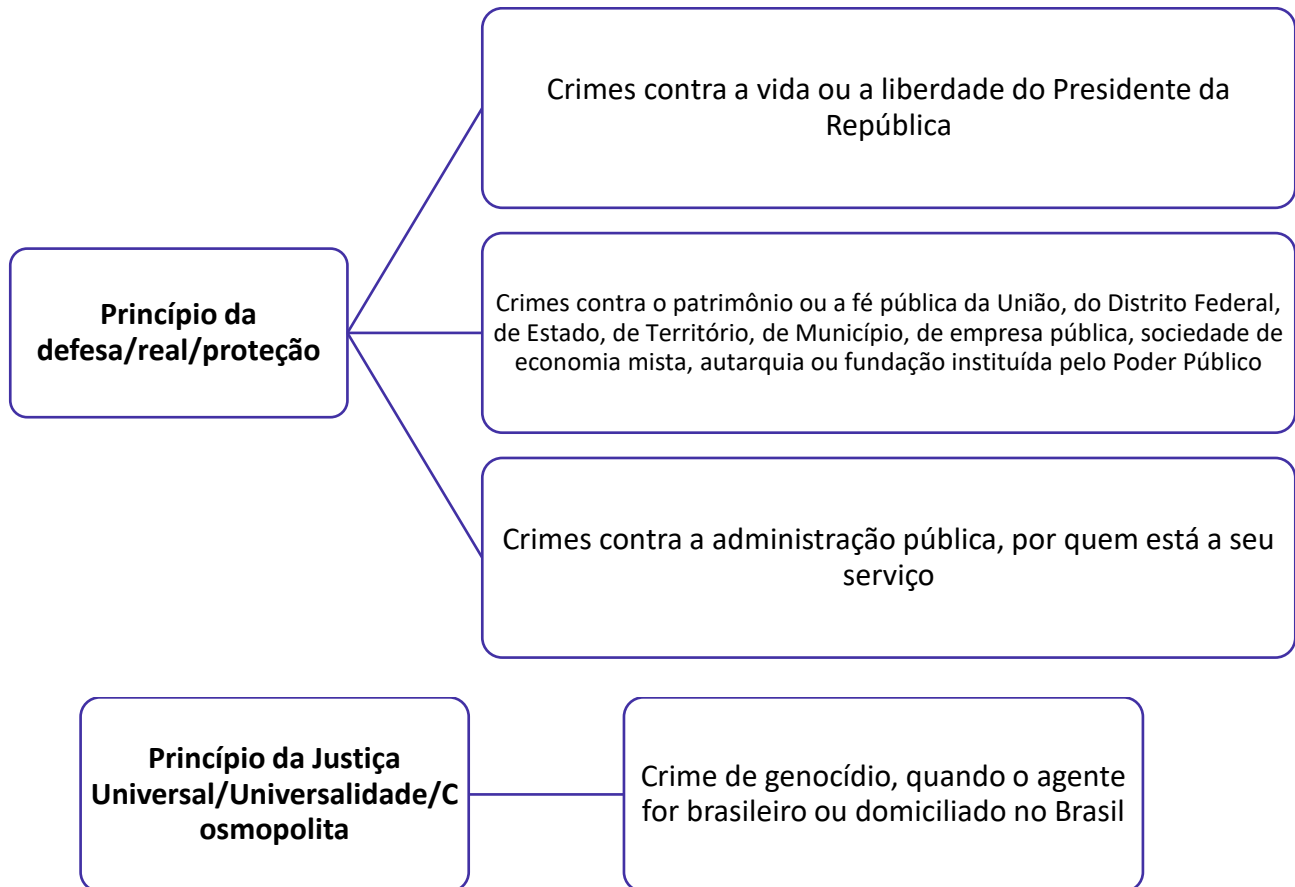 Crimes contra a vida ou a liberdade do Presidente da
República
Princípio da
defesa/real/proteção
Crimes contra o patrimônio ou a fé pública da União, do Distrito Federal,
de Estado, de Território, de Município, de empresa pública, sociedade de
economia mista, autarquia ou fundação instituída pelo Poder Público
Crimes contra a administração pública, por quem está a seu
serviço
Princípio da Justiça
Universal/Universalidade/C
osmopolita
Crime de genocídio, quando o agente
for brasileiro ou domiciliado no Brasil